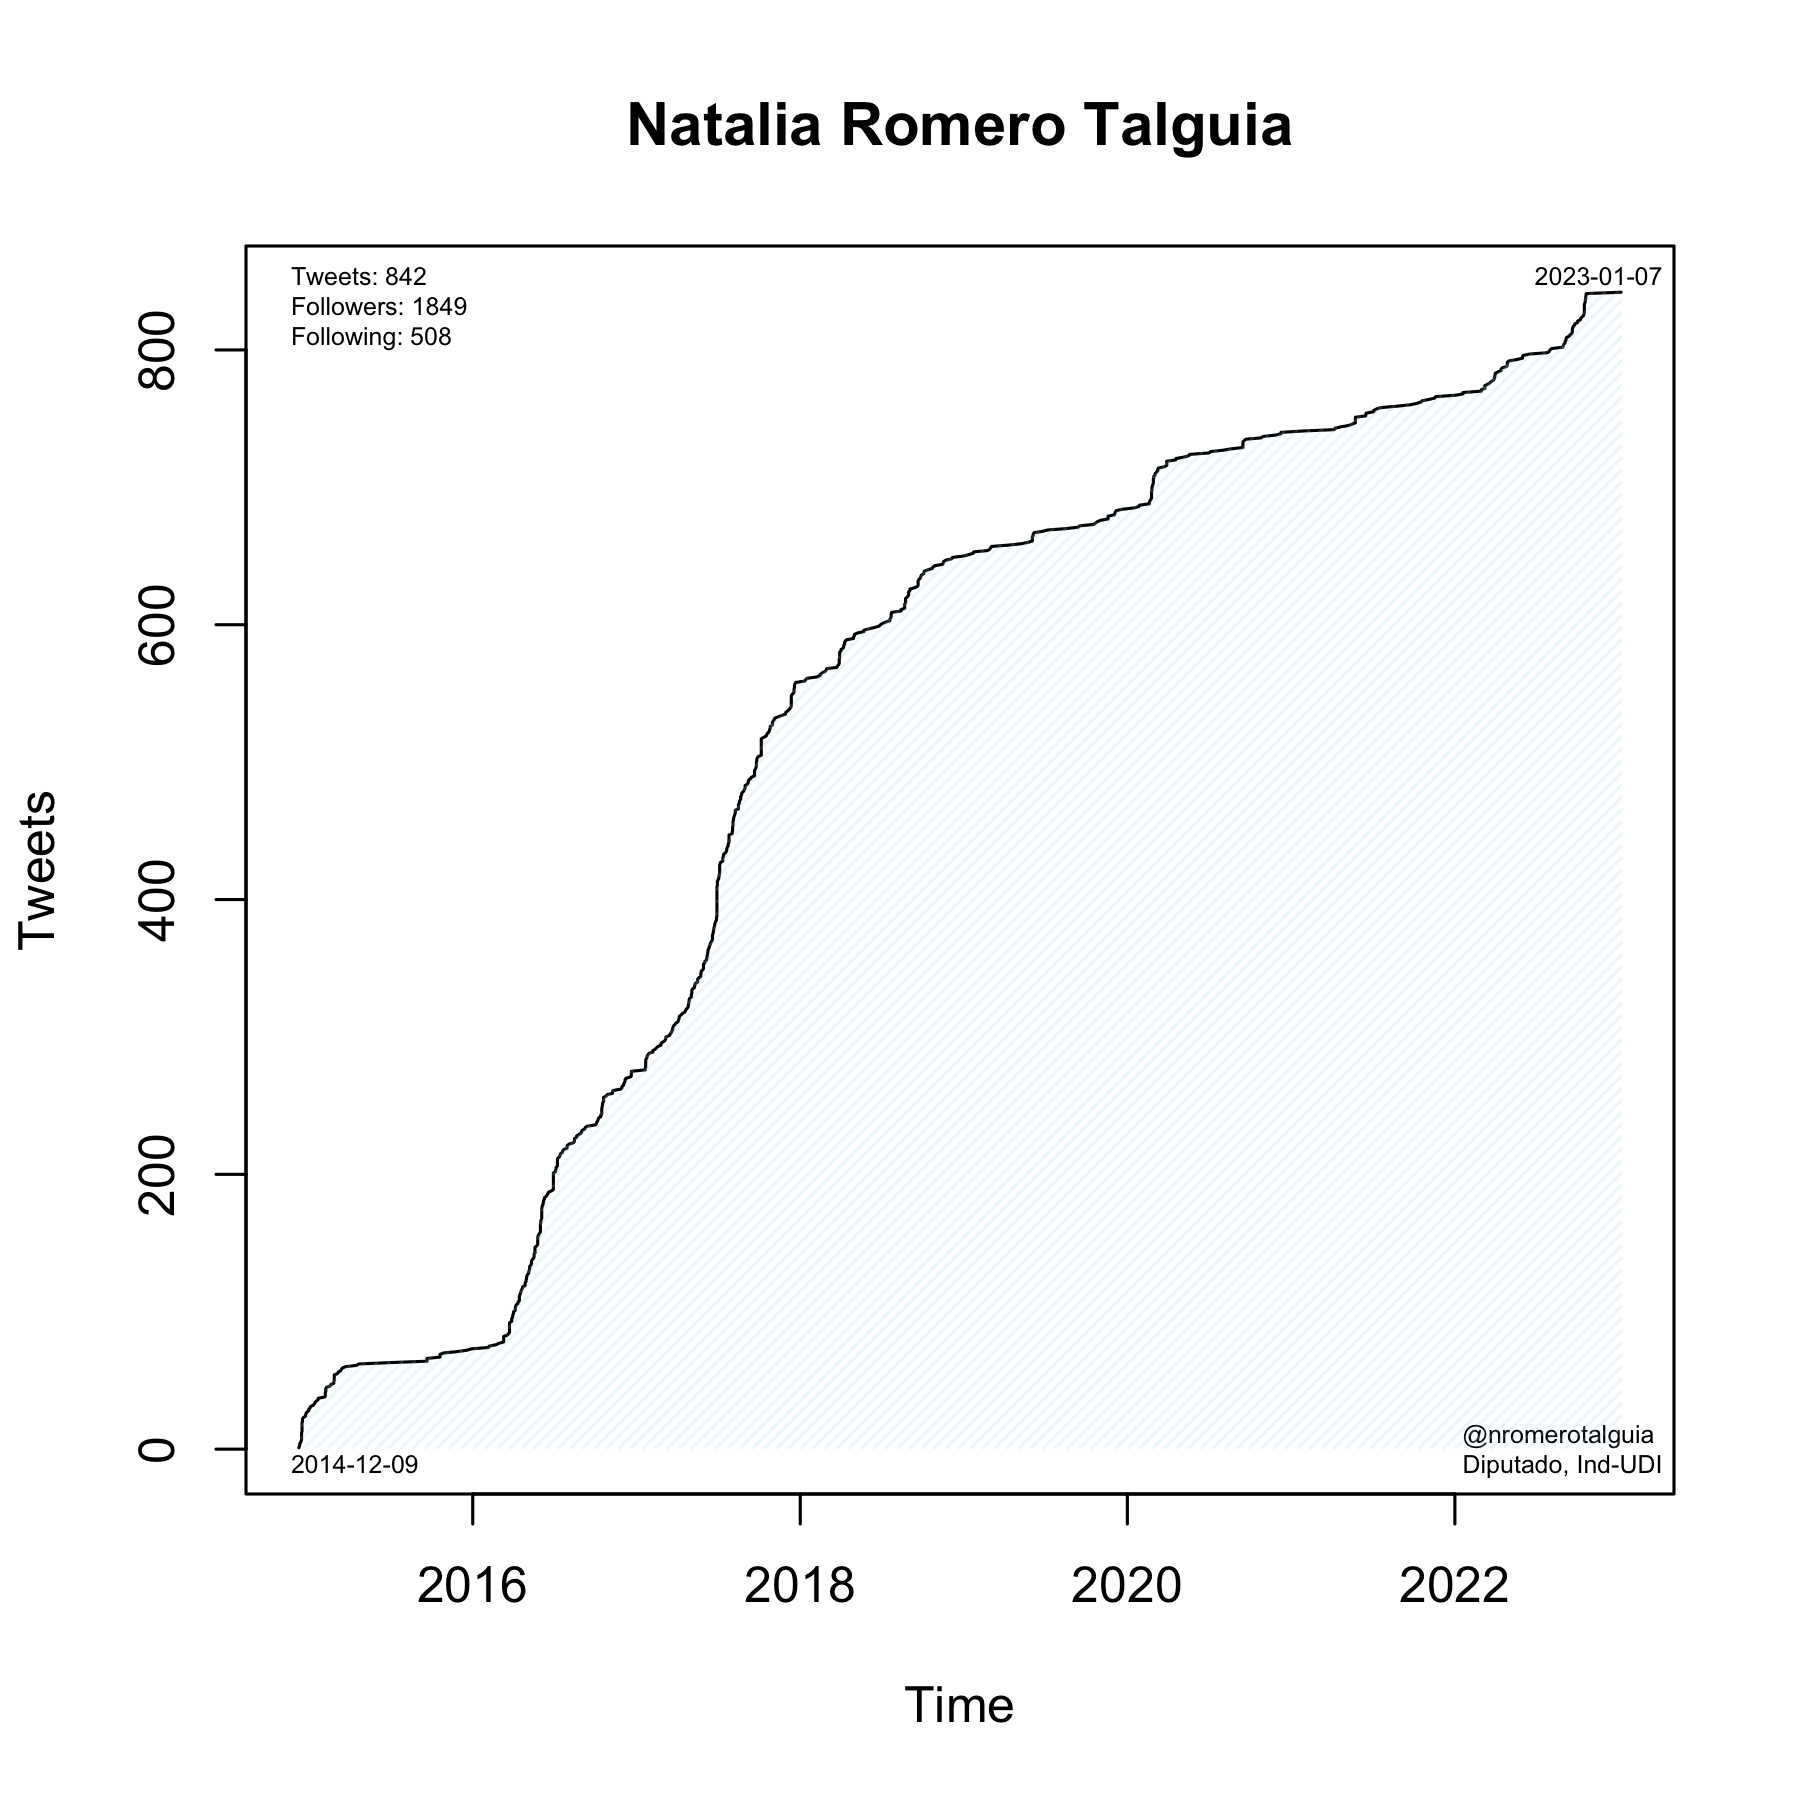 Natalia Romero Talguia
Tweets: 842
Followers: 1849
Following: 508
2023-01-07
800
600
400
200
0
Tweets
2014-12-09
@nromerotalguia
Diputado, Ind-UDI
2016 2018 2020 2022
Time